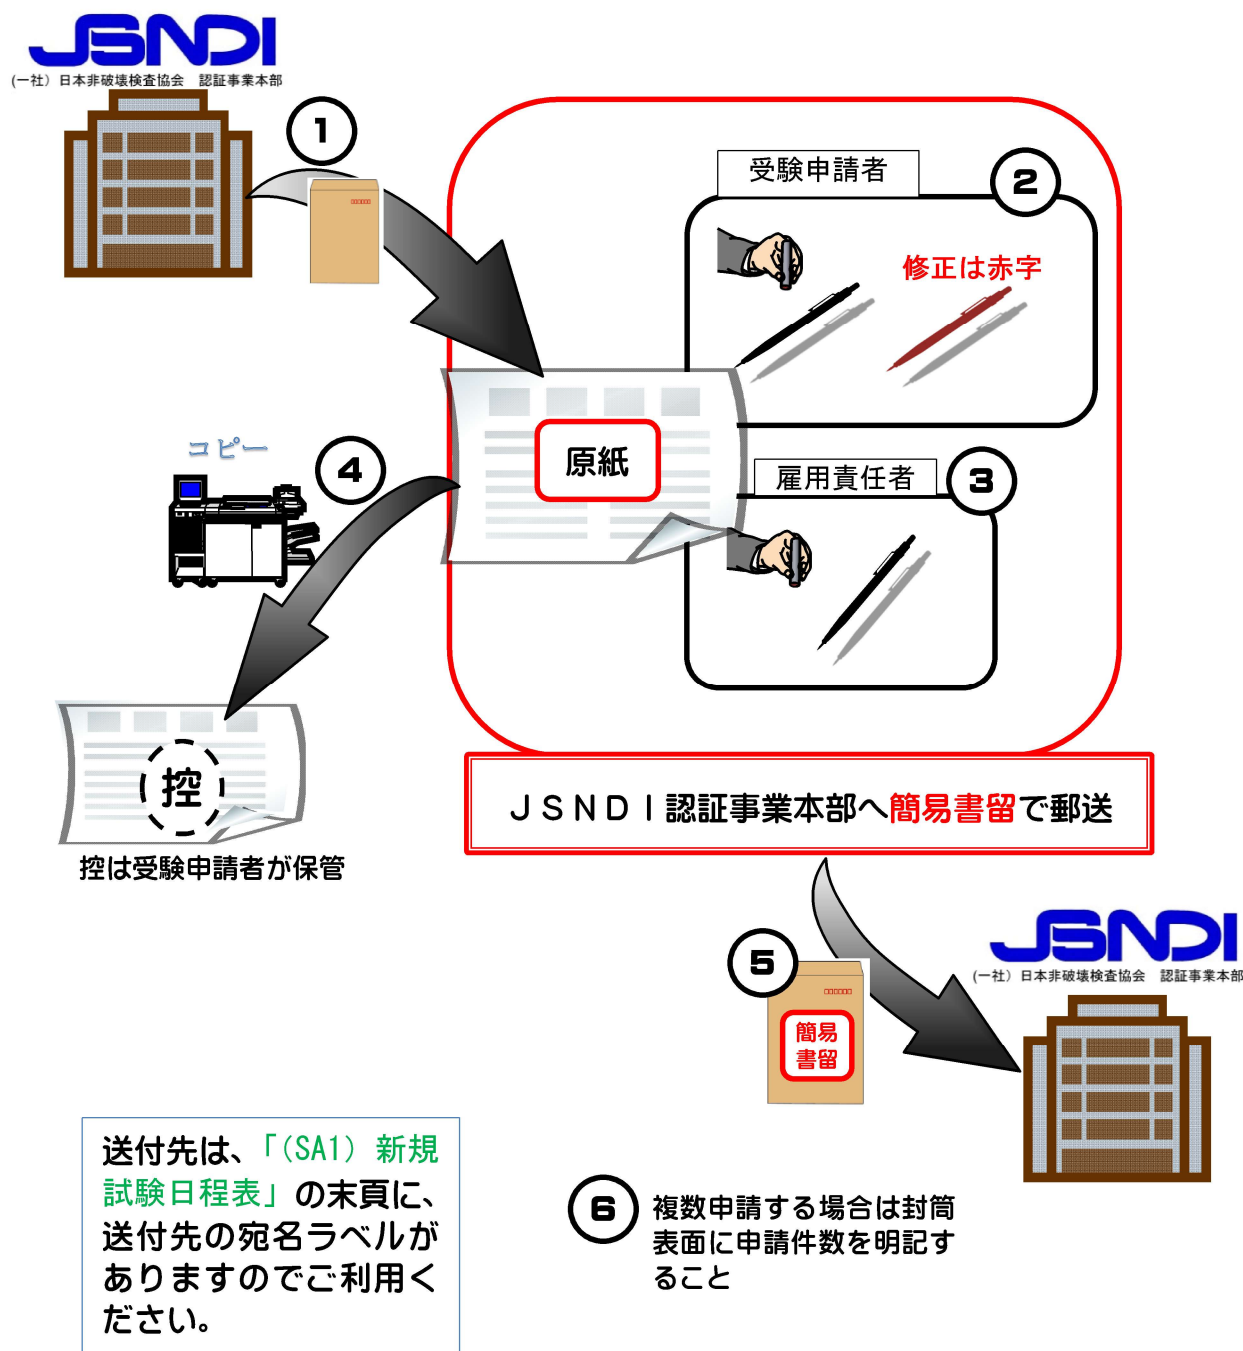 JSNDI
(一社）日本非破壊検査協会　認証事業本部
1
受験申請者
2
修正は赤字
原紙
コピー
4
雇用責任者
3
控
控は受験申請者が保管
ＪＳＮＤＩ認証事業本部へ簡易書留で郵送
JSNDI
(一社）日本非破壊検査協会　認証事業本部
5
簡易
書留
送付先は、「（SA1）新規
試験日程表」の末頁に、
送付先の宛名ラベルが
ありますのでご利用く
ださい。
6
複数申請する場合は封筒
表面に申請件数を明記す
ること